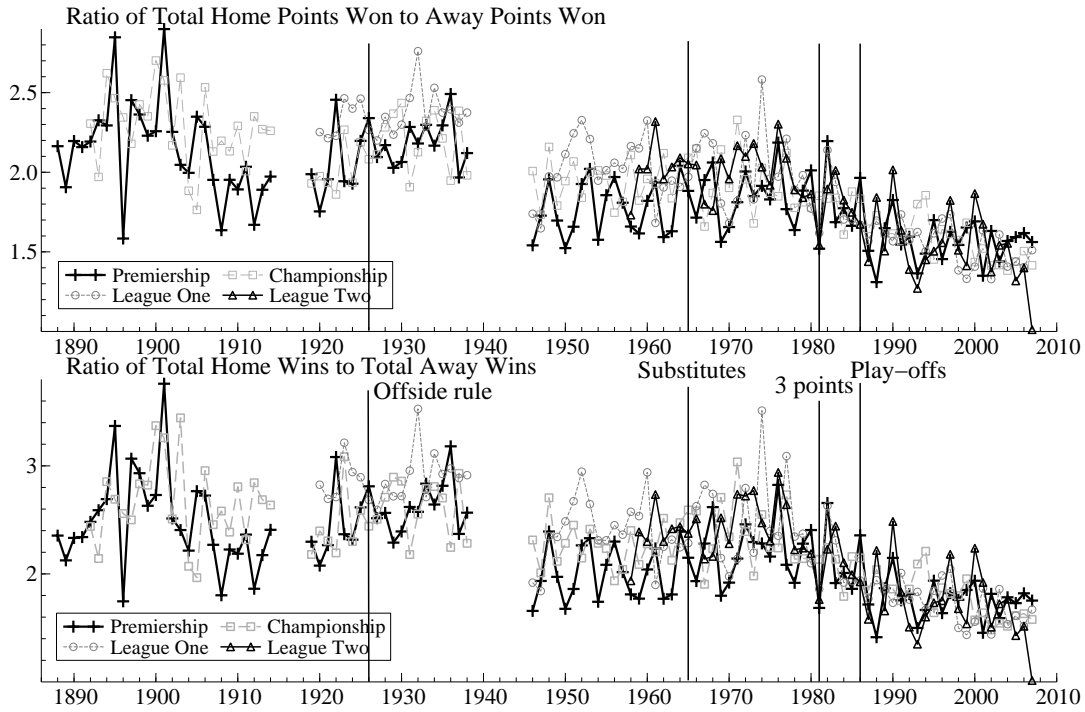 Ratio of Total Home Points Won to Away Points Won
2.5
2.0
1.5
Premiership Championship
League One League Two
1890 1900 1910 1920 1930 1940 1950 1960 1970 1980 1990 2000 2010
Ratio of Total Home Wins to Total Away Wins
Offside rule
Substitutes
3 points
Play−offs
3
2
Premiership Championship
League One League Two
1890 1900 1910 1920 1930 1940 1950 1960 1970 1980 1990 2000 2010